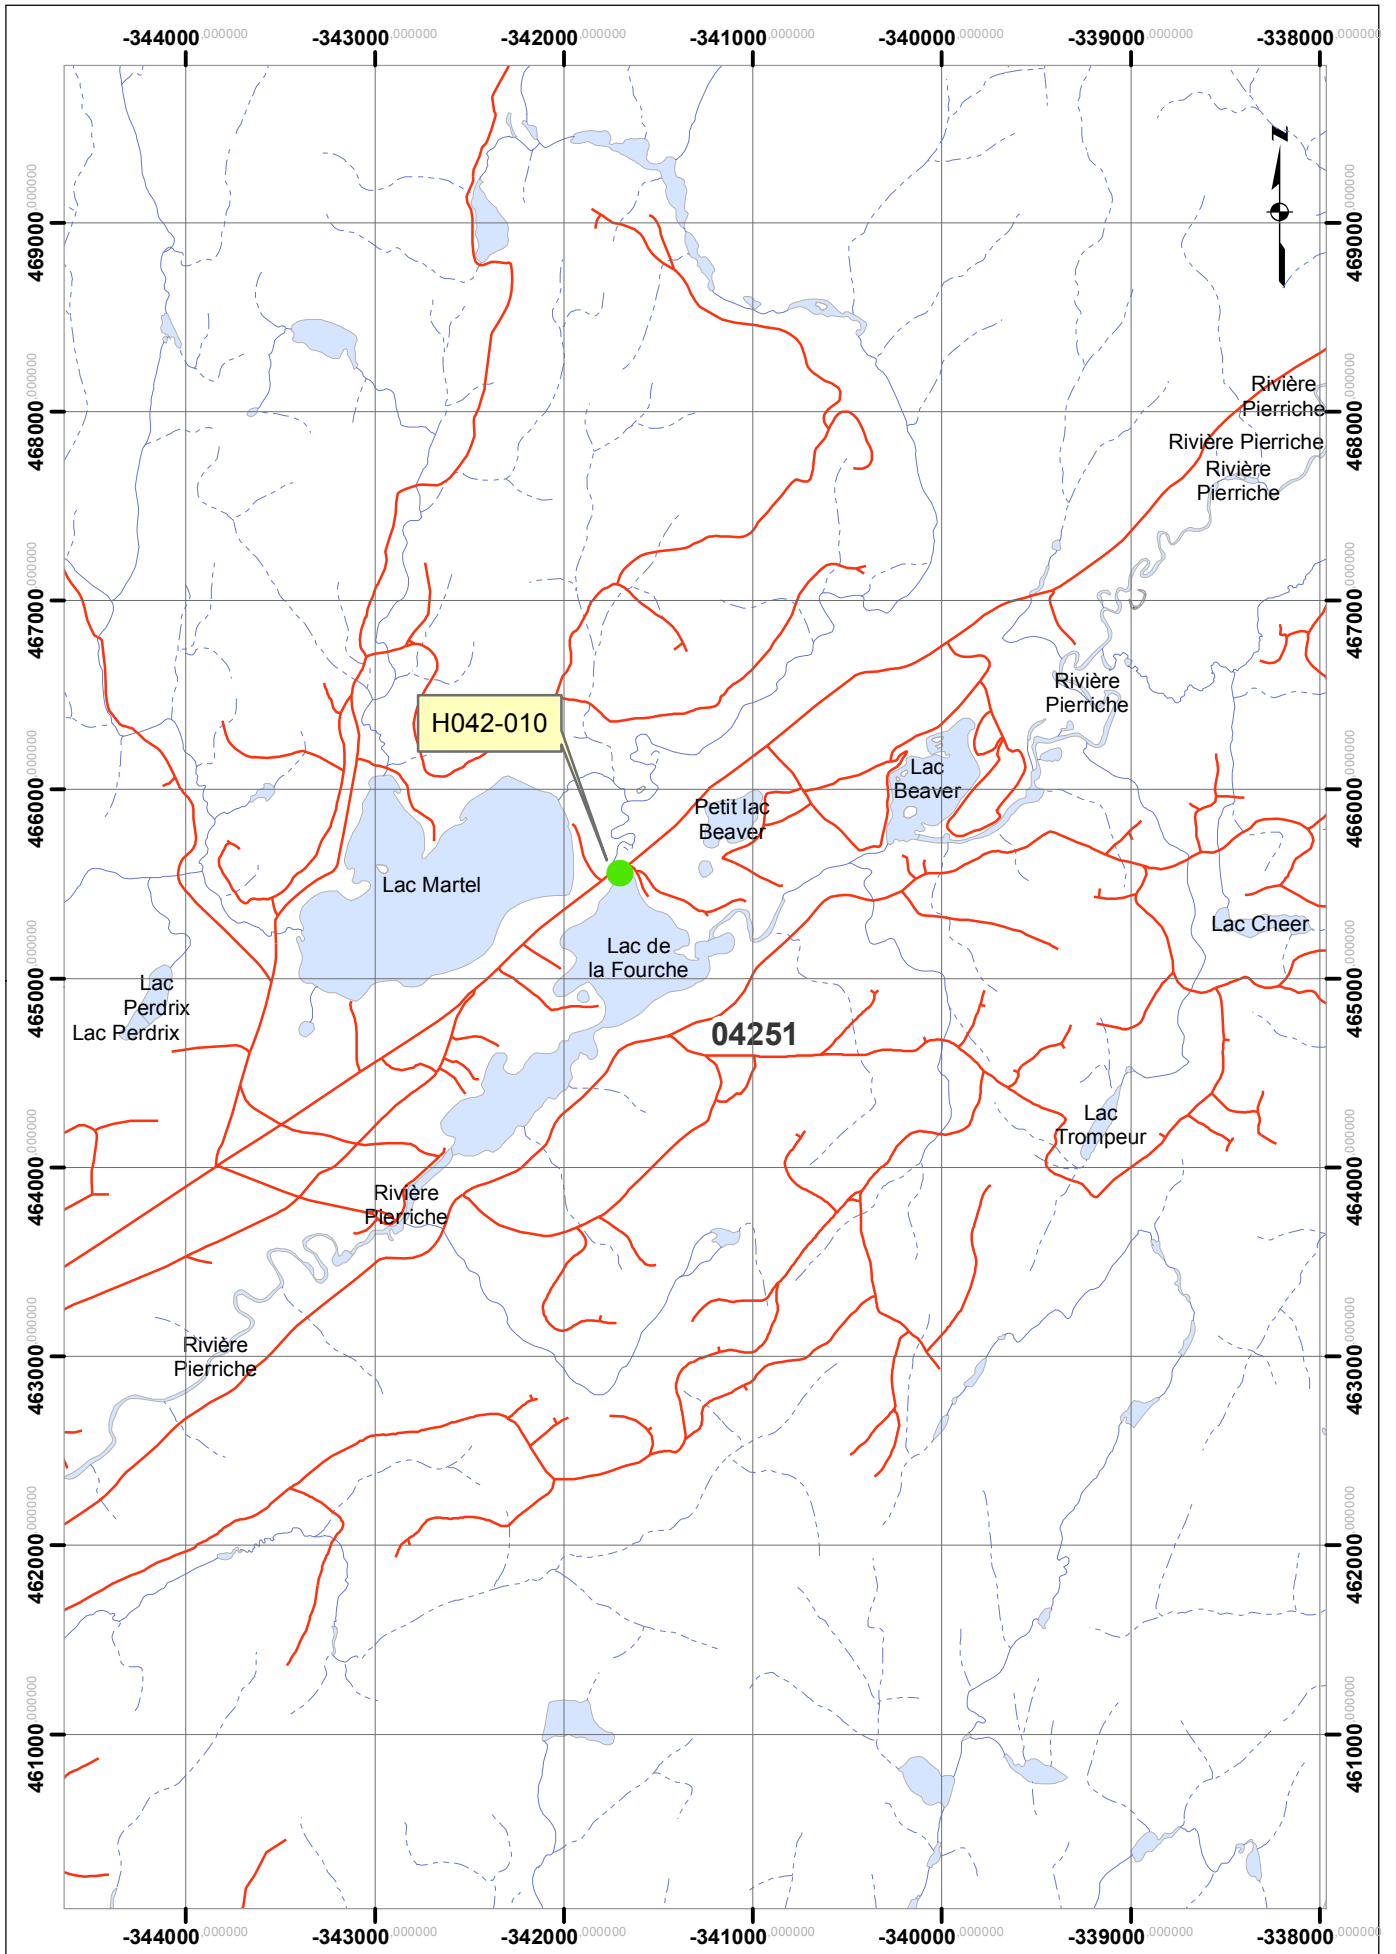 -344000.000000 -343000.000000 -342000.000000 -341000.000000 -340000.000000 -339000.000000 -338000.000000
N
469000.000000 469000.000000
Rivière
Pierriche
468000.000000 468000.000000
Rivière Pierriche
Rivière
Pierriche
467000.000000 467000.000000
Rivière
Pierriche
H042-010
466000.000000 466000.000000
Lac
Beaver
Petit lac
Beaver
Lac Martel
Lac Cheer
Lac de
la Fourche
465000.000000 465000.000000
Lac
Perdrix
Lac Perdrix
04251
Lac
Trompeur
464000.000000 464000.000000
Rivière
Pierriche
463000.000000 463000.000000
Rivière
Pierriche
462000.000000 462000.000000
461000.000000 461000.000000
-344000.000000 -343000.000000 -342000.000000 -341000.000000 -340000.000000 -339000.000000 -338000.000000